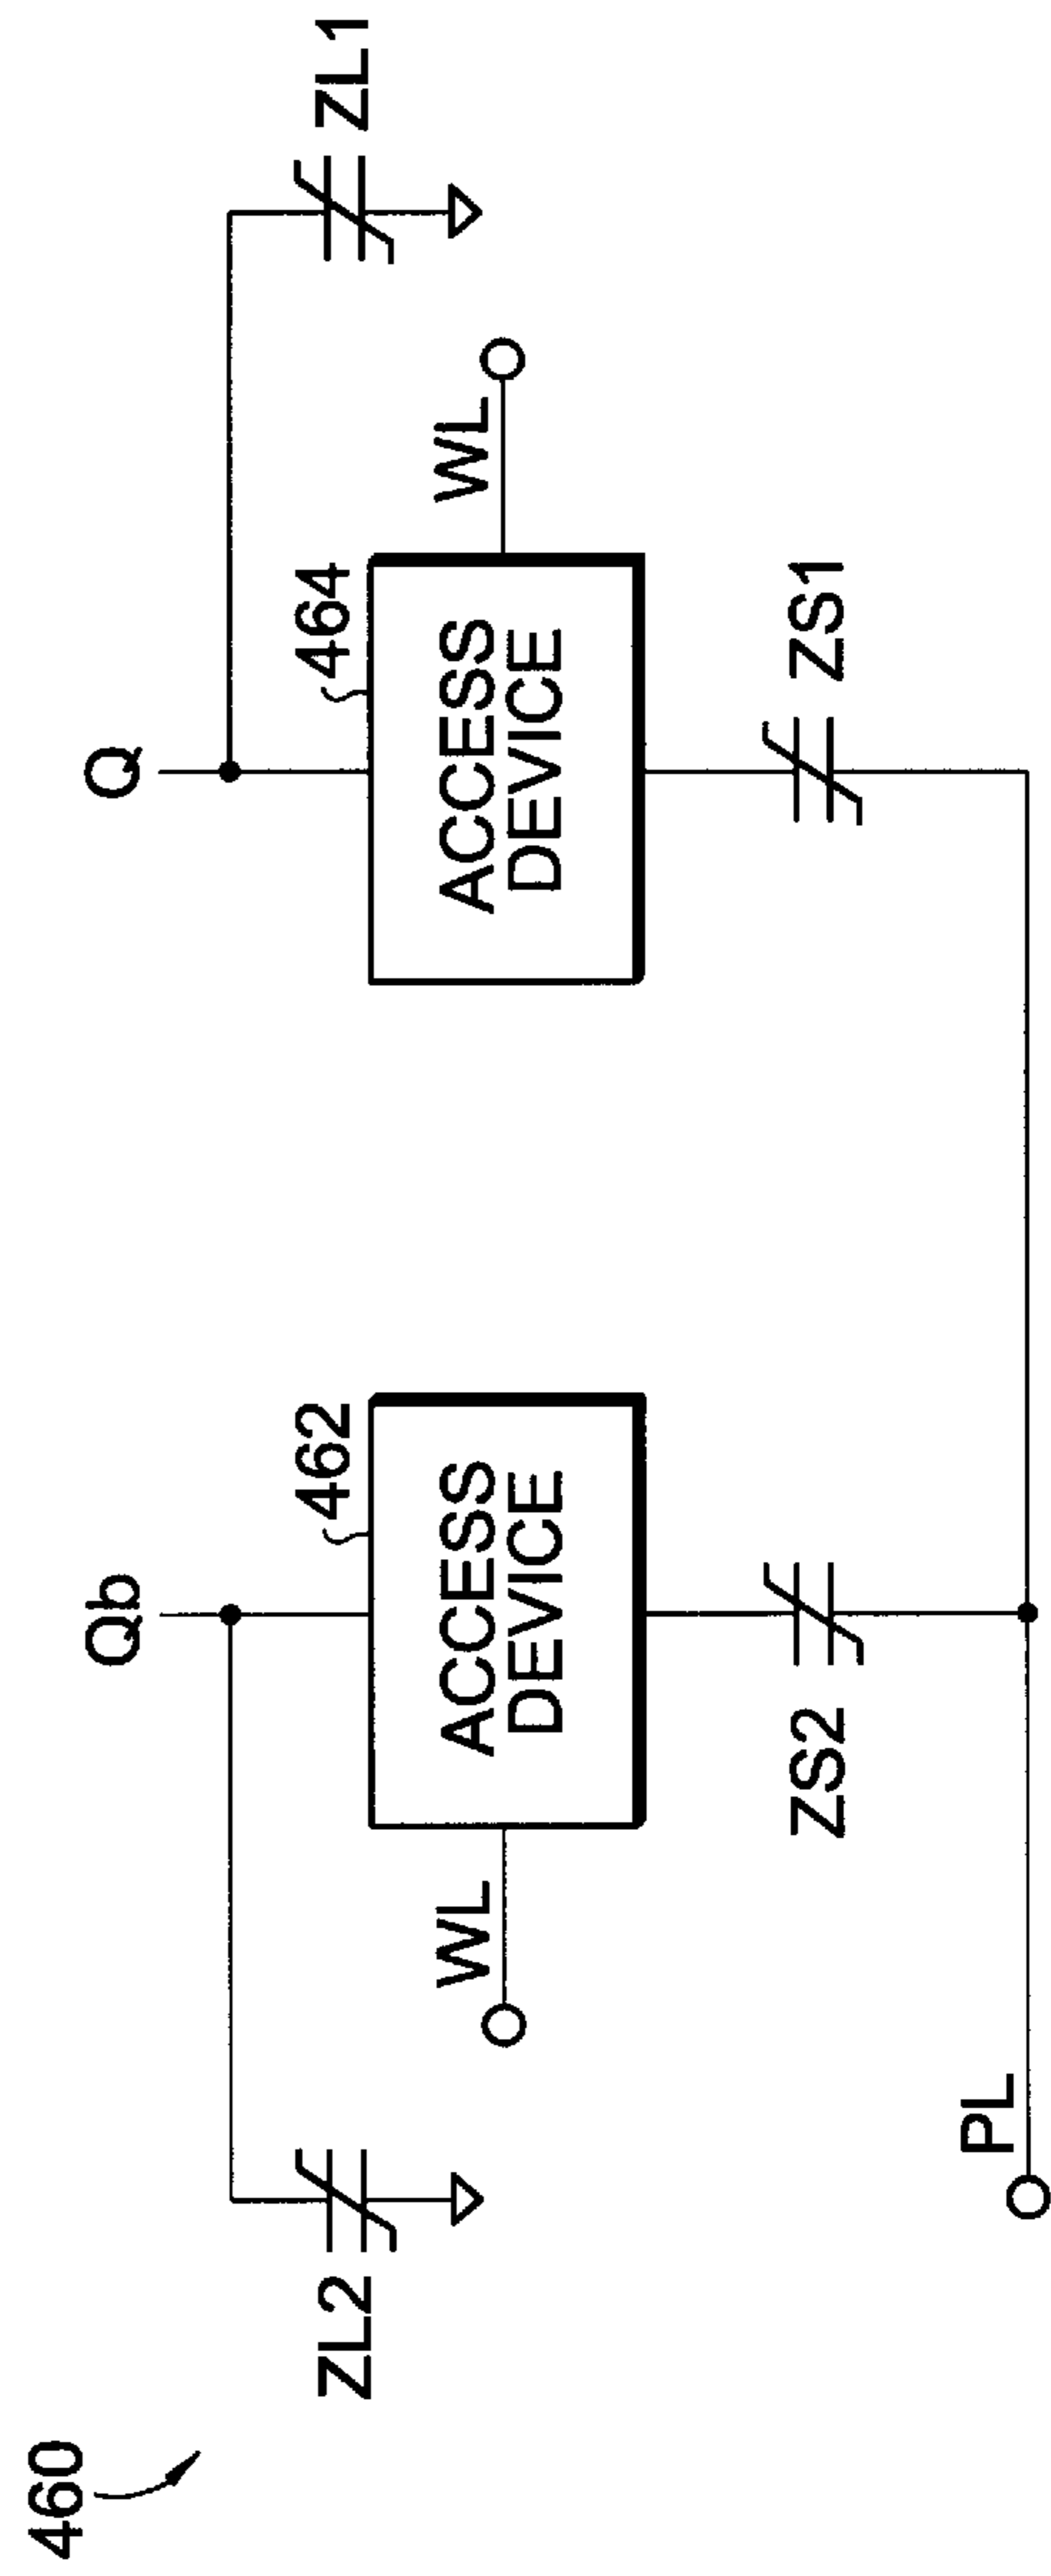 460
Qb
Q
ZL2
462
464
ZL1
WL
ACCESS
DEVICE
ACCESS
DEVICE
WL
ZS2
ZS1
PL